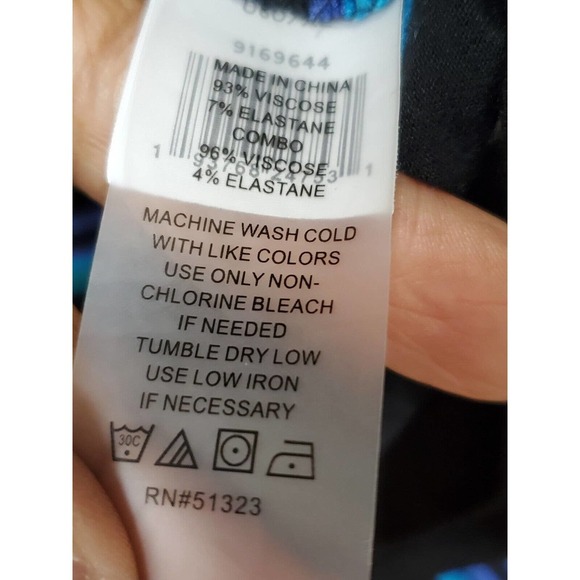 9169644
MADE IN CHINA
93% VISCOSE
7% ELASTANE
COMBO
96% VISCOSE
4% ELASTANE
MACHINE WASH COLD
WITH LIKE COLORS
USE ONLY NON-
CHLORINE BLEACH
IF NEEDED
TUMBLE DRY LOW
USE LOW IRON
IF NECESSARY
30C
RN#51323